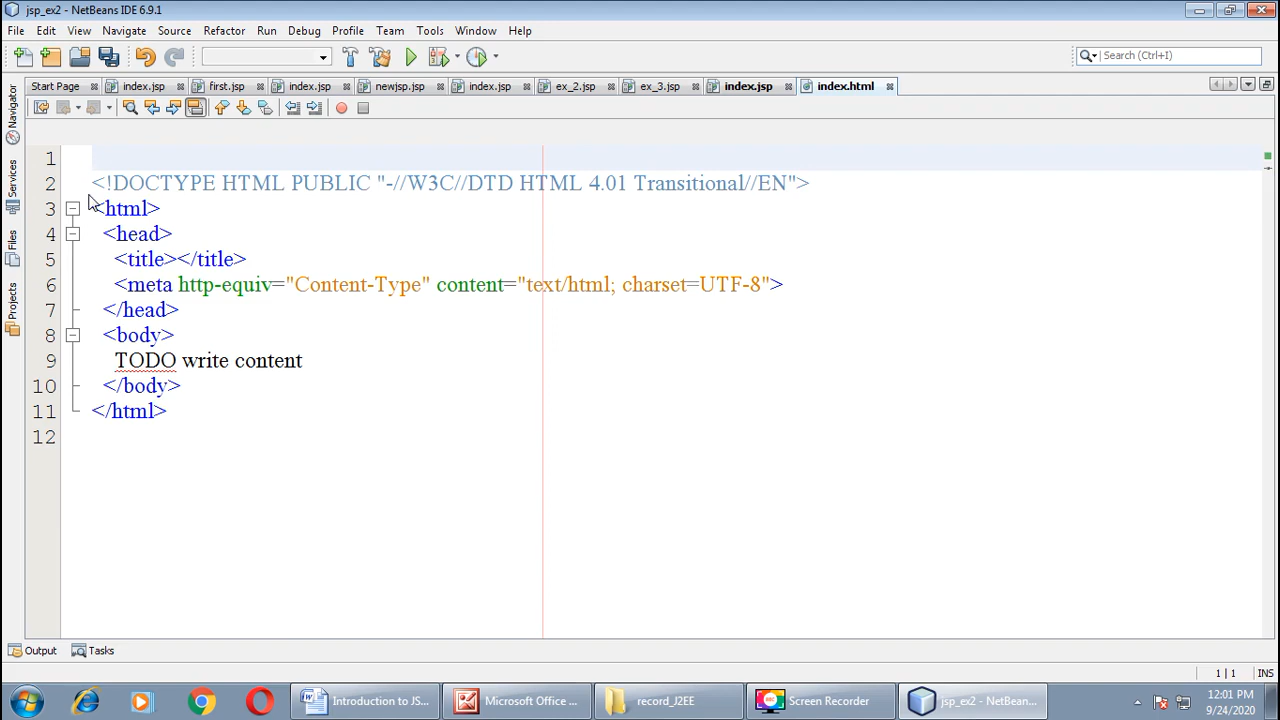 jsp_ex2 - NetBeans IDE 6.9.1
File Edit View Navigate Source Refactor Run Debug Profile Team Tools Window Help
Search (Ctrl+I)
Start Page index.jsp first.jsp index.jsp newjsp.jsp index.jsp ex_2.jsp ex_3.jsp index.jsp index.html
Navigator
Services
Files
Projects
1
2 <!DOCTYPE HTML PUBLIC "-//W3C//DTD HTML 4.01 Transitional//EN">
3 <html>
4 <head>
5 <title></title>
6 <meta http-equiv="Content-Type" content="text/html; charset=UTF-8">
7 </head>
8 <body>
9 TODO write content
10 </body>
11 </html>
12
Output Tasks
1 | 1 INS
Introduction to JS... Microsoft Office ... record_J2EE Screen Recorder jsp_ex2 - NetBean...
12:01 PM
9/24/2020